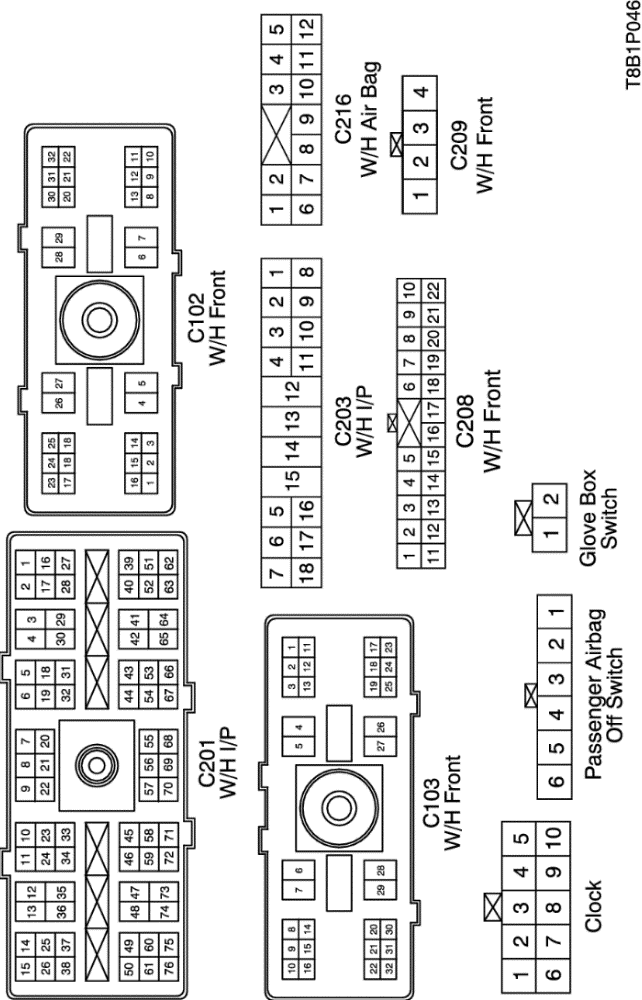 15 14 13 12 11 10 9 8 7 6 5 4 3 2 1
26 25 36 35 24 23 22 21 20 19 18 30 29 17 16
38 37 34 33 32 31 28 27
50 49 48 47 46 45 57 56 55 44 43 42 41 40 39
61 60 74 73 59 58 70 69 68 54 53 65 64 52 51
76 75 72 71 67 66 63 62
C201
W/H I/P
23 24 25 26 27 28 29 30 31 32
17 18 18 20 21 22
16 15 14 4 5 6 7 13 12 11
1 2 3 8 9 10
C102
W/H Front
10 9 8 7 6 5 4 3 2 1
16 15 14 13 12 11
22 21 20 29 28 27 26 19 18 17
32 31 30 25 24 23
C103
W/H Front
7 6 5 15 14 13 12 4 3 2 1
18 17 16 11 10 9 8
C203
W/H I/P
1 2 3 4 5
6 7 8 9 10 11 12
C216
W/H Air Bag
1 2 3 4 5
6 7 8 9 10
Clock
6 5 4 3 2 1
Passenger Airbag
Off Switch
1 2
Glove Box
Switch
1 2 3 4 5 6 7 8 9 10
11 12 13 14 15 16 17 18 19 20 21 22
C208
W/H Front
1 2 3 4
C209
W/H Front
T8B1P046